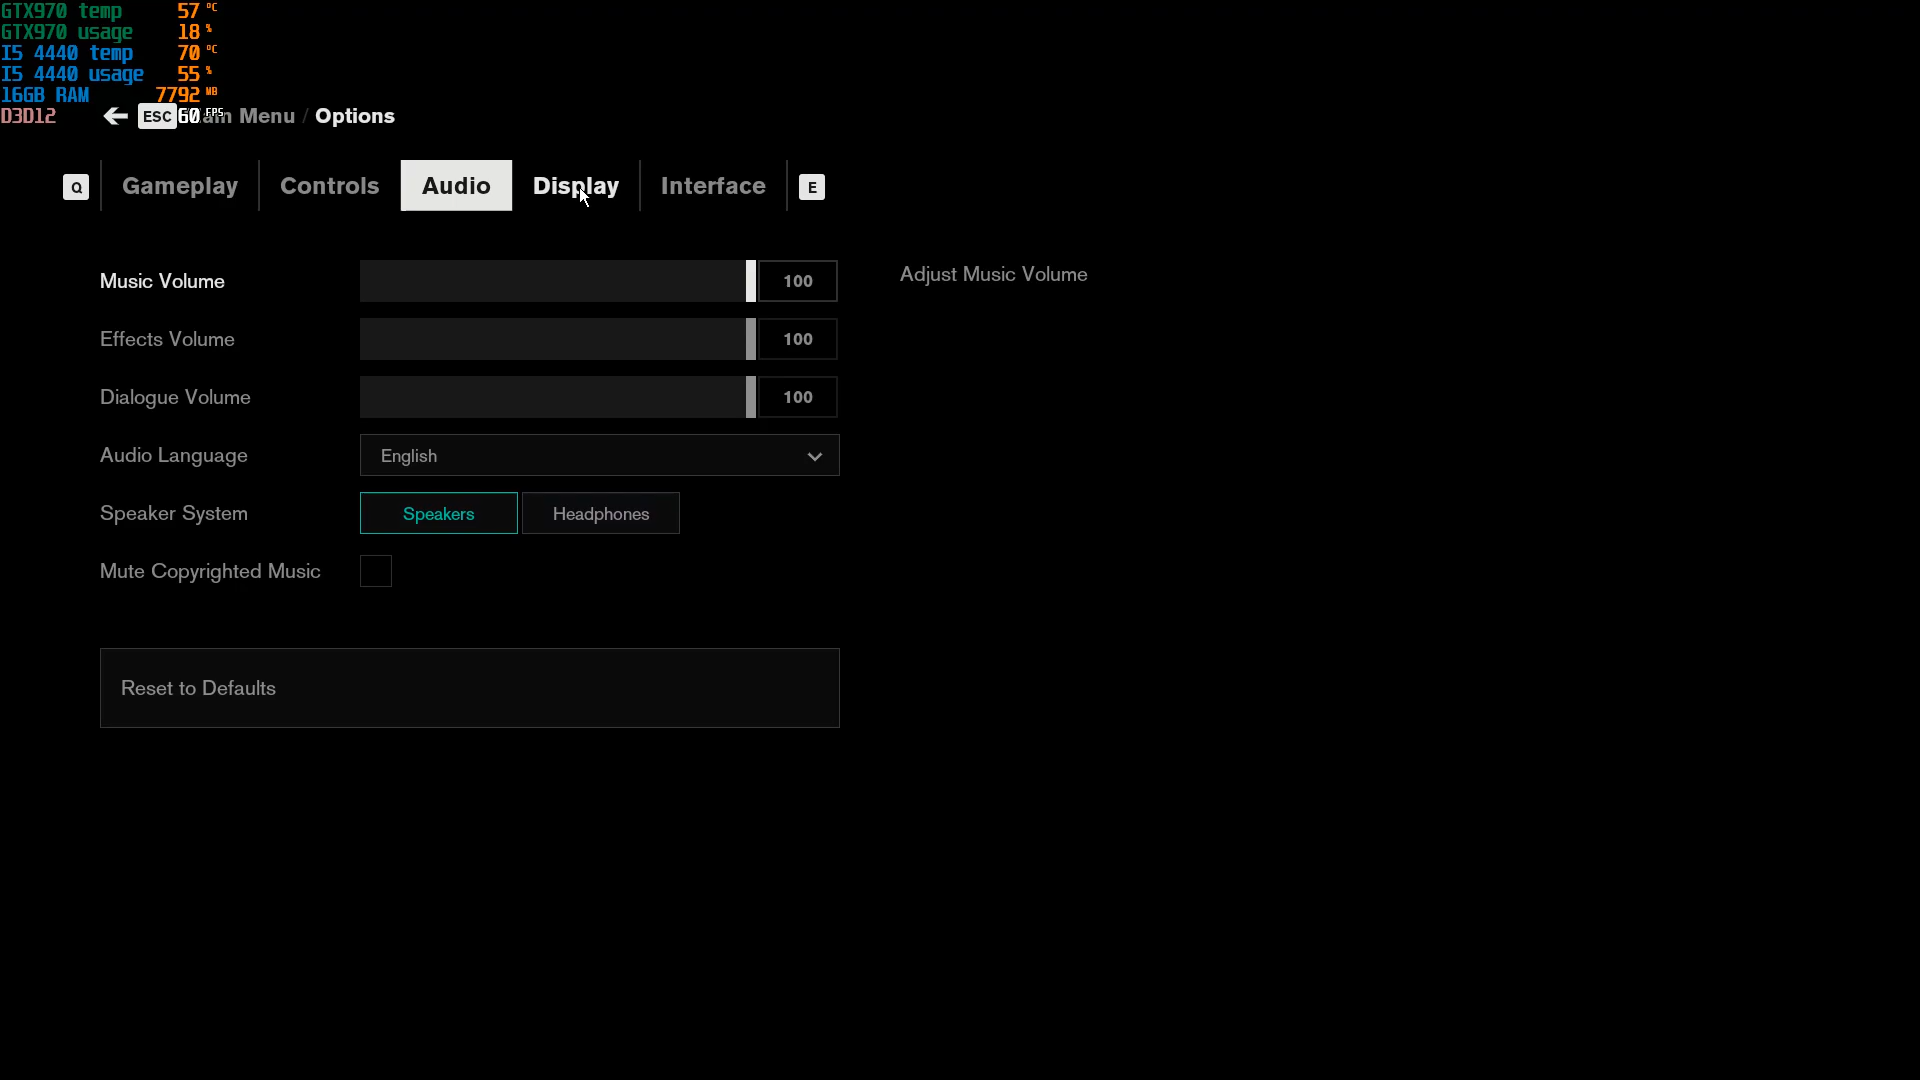 GTX970 temp 57 °C
GTX970 usage 18 %
I5 4440 temp 70 °C
I5 4440 usage 55 %
16GB RAM 7792 MB
D3D12 60 FPS
ESC Menu / Options
Q Gameplay Controls Audio Display Interface E
Music Volume 100 Adjust Music Volume
Effects Volume 100
Dialogue Volume 100
Audio Language English
Speaker System Speakers Headphones
Mute Copyrighted Music
Reset to Defaults